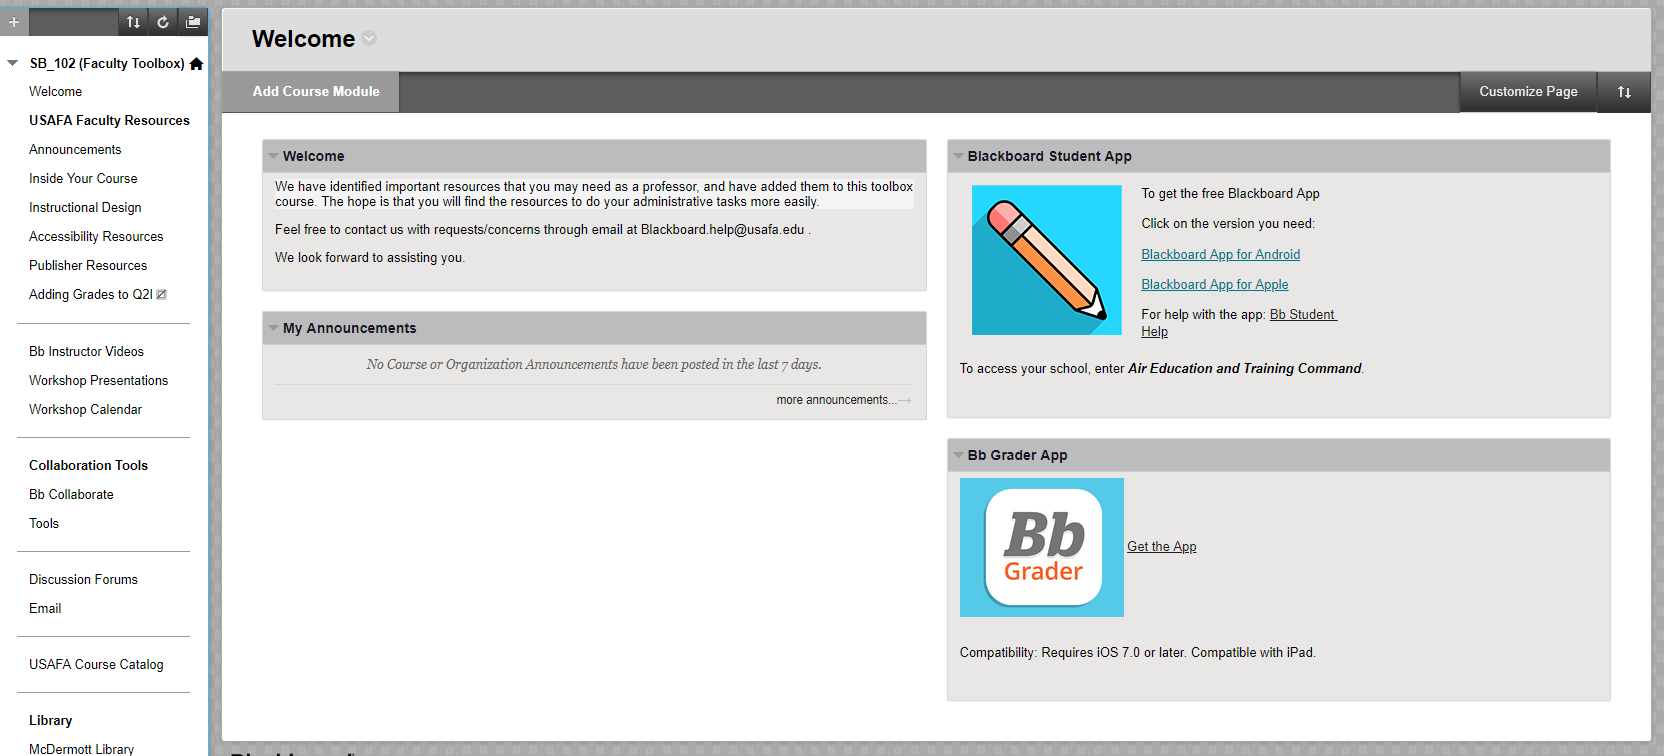 SB_102 (Faculty Toolbox)
Welcome
USAFA Faculty Resources
Announcements
Inside Your Course
Instructional Design
Accessibility Resources
Publisher Resources
Adding Grades to Q2I
Bb Instructor Videos
Workshop Presentations
Workshop Calendar
Collaboration Tools
Bb Collaborate
Tools
Discussion Forums
Email
USAFA Course Catalog
Library
McDermott Library
Welcome
Add Course Module
Customize Page
Welcome
We have identified important resources that you may need as a professor, and have added them to this toolbox
course. The hope is that you will find the resources to do your administrative tasks more easily.
Feel free to contact us with requests/concerns through email at Blackboard.help@usafa.edu .
We look forward to assisting you.
My Announcements
No Course or Organization Announcements have been posted in the last 7 days.
more announcements...→
Blackboard Student App
To get the free Blackboard App
Click on the version you need:
Blackboard App for Android
Blackboard App for Apple
For help with the app: Bb Student
Help
To access your school, enter Air Education and Training Command.
Bb Grader App
Bb
Grader
Get the App
Compatibility: Requires iOS 7.0 or later. Compatible with iPad.